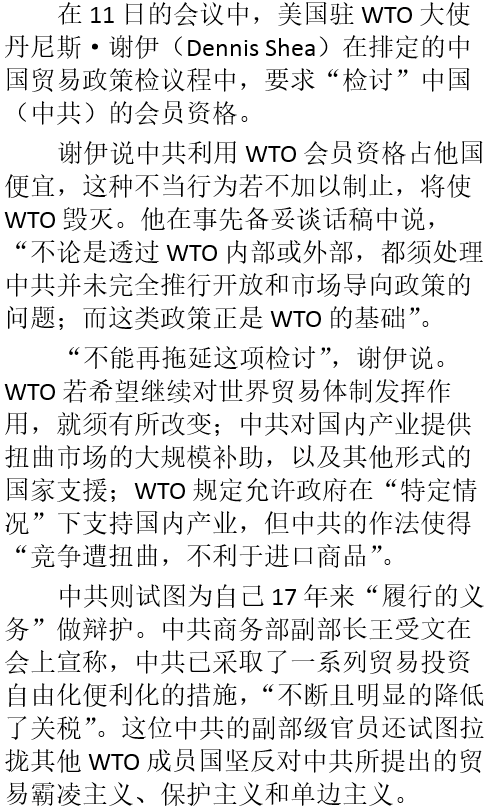 在 11 日的会议中，美国驻 WTO 大使
丹尼斯·谢伊（Dennis Shea）在排定的中
国贸易政策检议程中，要求“检讨”中国
（中共）的会员资格。
谢伊说中共利用 WTO 会员资格占他国
便宜，这种不当行为若不加以制止，将使
WTO 毁灭。他在事先备妥谈话稿中说，
“不论是透过 WTO 内部或外部，都须处理
中共并未完全推行开放和市场导向政策的
问题；而这类政策正是 WTO 的基础”。
“不能再拖延这项检讨”，谢伊说。
WTO 若希望继续对世界贸易体制发挥作
用，就须有所改变；中共对国内产业提供
扭曲市场的大规模补助，以及其他形式的
国家支援；WTO 规定允许政府在“特定情
况”下支持国内产业，但中共的作法使得
“竞争遭扭曲，不利于进口商品”。
中共则试图为自己 17 年来“履行的义
务”做辩护。中共商务部副部长王受文在
会上宣称，中共已采取了一系列贸易投资
自由化便利化的措施，“不断且明显的降低
了关税”。这位中共的副部级官员还试图拉
拢其他 WTO 成员国坚反对中共所提出的贸
易霸凌主义、保护主义和单边主义。